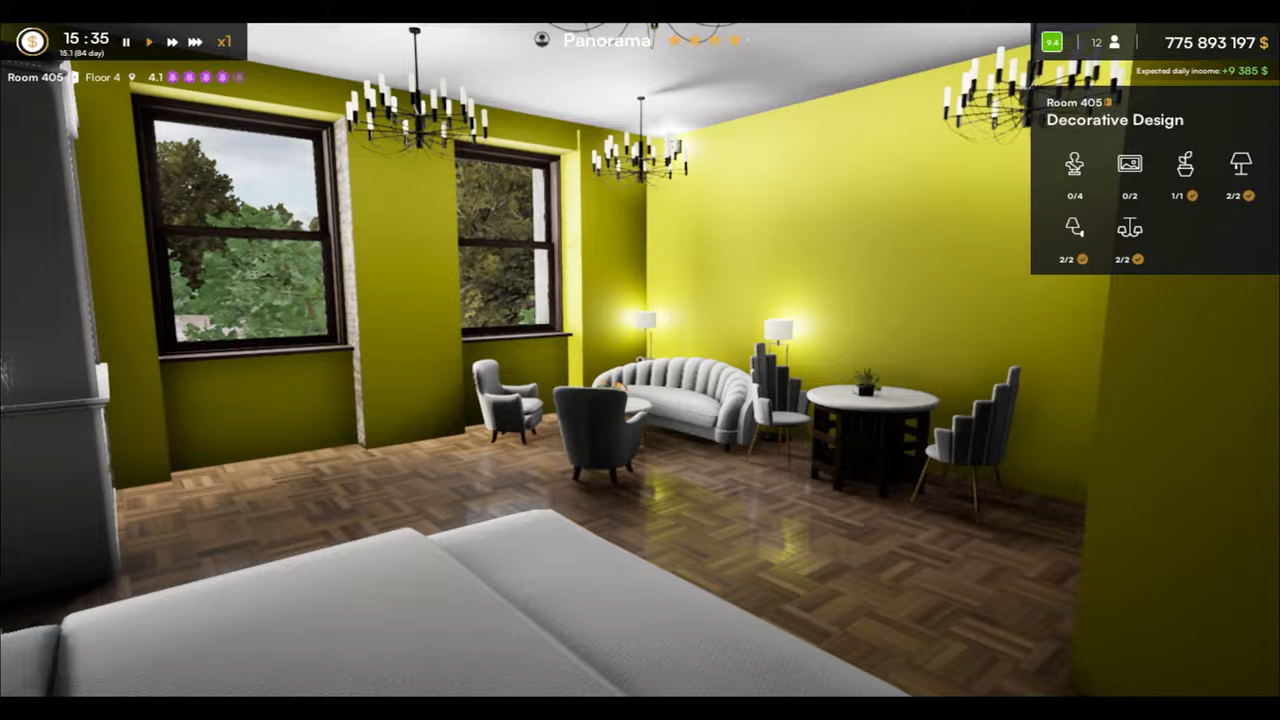 15:35
x1
15.1 (84 day)
Panorama
9.4
12
775 893 197 $
Expected daily income: +9 385 $
Room 405
Floor 4
4.1
Room 405
Decorative Design
0/4
0/2
1/1
2/2
2/2
2/2